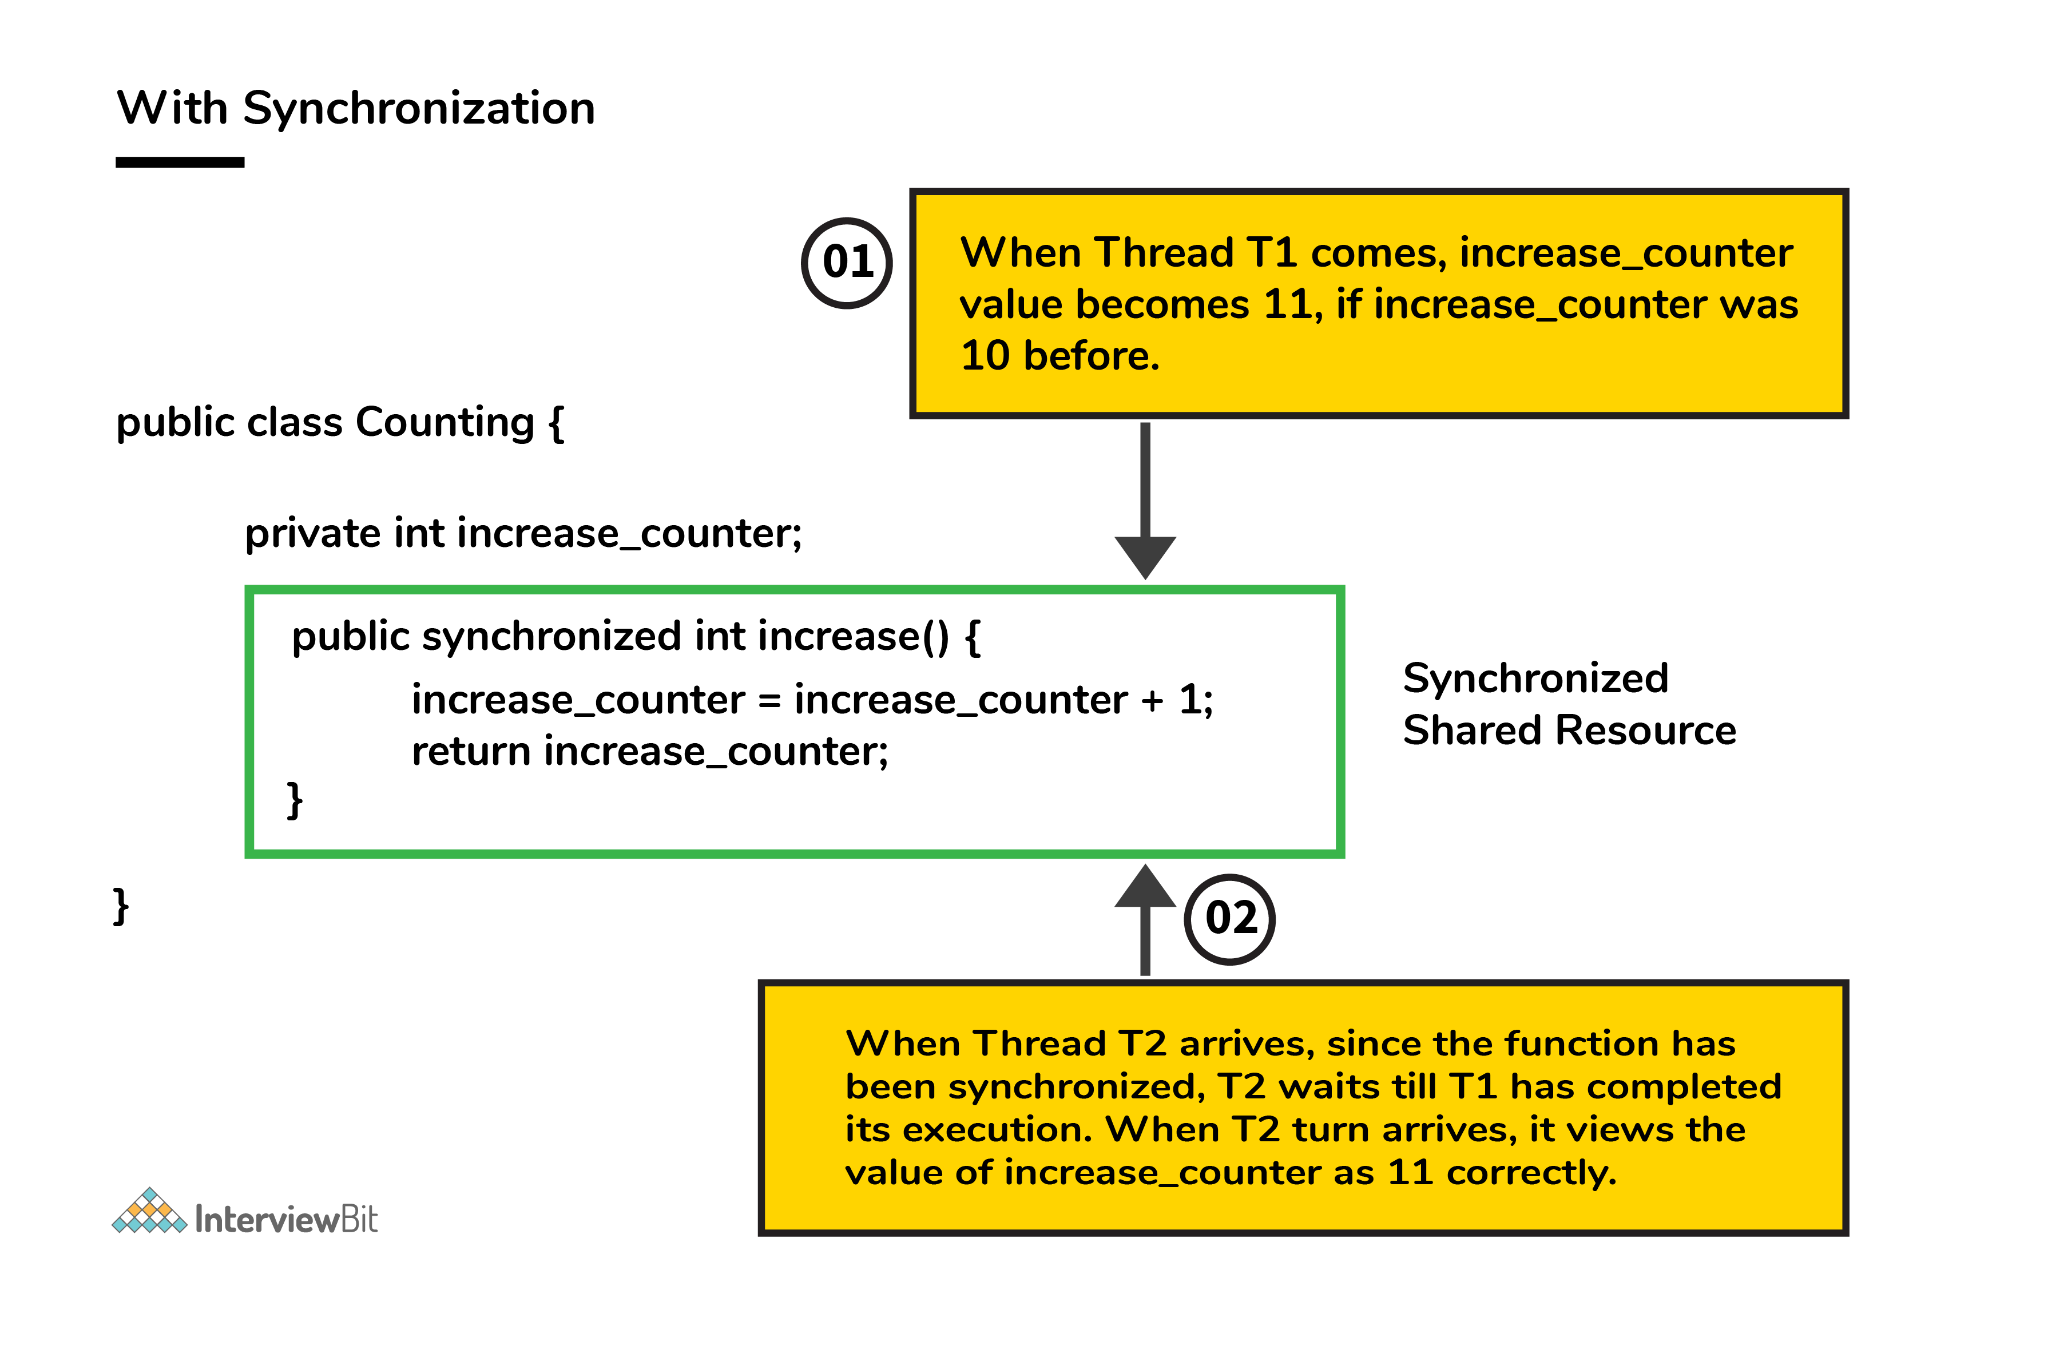 With Synchronization
01
When Thread T1 comes, increase_counter
value becomes 11, if increase_counter was
10 before.
public class Counting {
private int increase_counter;
public synchronized int increase() {
increase_counter = increase_counter + 1;
return increase_counter;
}
Synchronized
Shared Resource
}
02
When Thread T2 arrives, since the function has
been synchronized, T2 waits till T1 has completed
its execution. When T2 turn arrives, it views the
value of increase_counter as 11 correctly.
InterviewBit